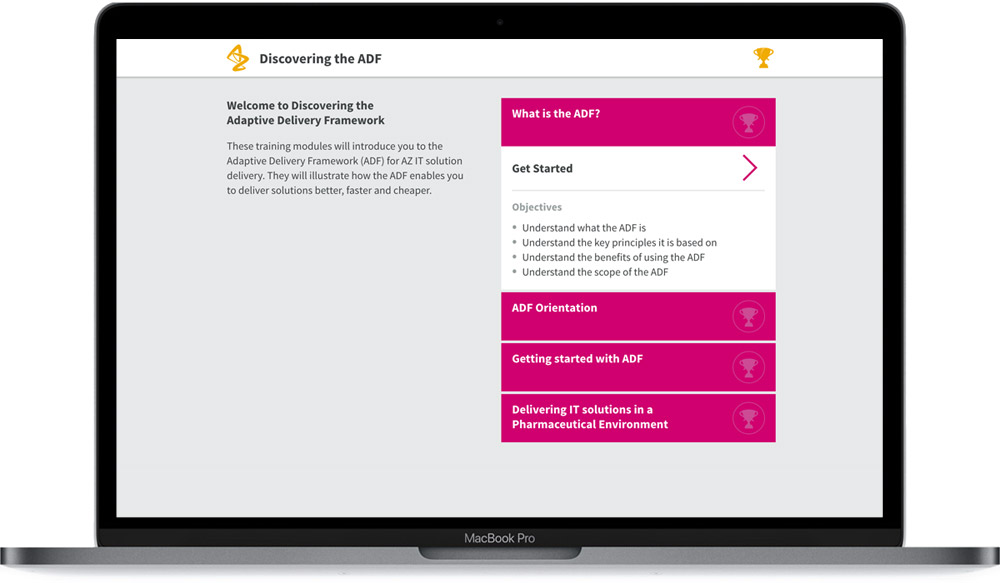 Discovering the ADF
Welcome to Discovering the
Adaptive Delivery Framework
These training modules will introduce you to the
Adaptive Delivery Framework (ADF) for AZ IT solution
delivery. They will illustrate how the ADF enables you
to deliver solutions better, faster and cheaper.
What is the ADF?
Get Started
Objectives
Understand what the ADF is
Understand the key principles it is based on
Understand the benefits of using the ADF
Understand the scope of the ADF
ADF Orientation
Getting started with ADF
Delivering IT solutions in a
Pharmaceutical Environment
MacBook Pro